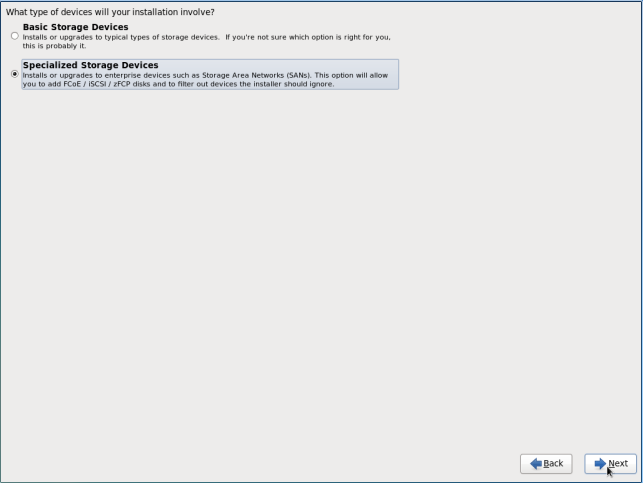 What type of devices will your installation involve?
Basic Storage Devices
Installs or upgrades to typical types of storage devices.  If you're not sure which option is right for you,
this is probably it.
Specialized Storage Devices
Installs or upgrades to enterprise devices such as Storage Area Networks (SANs). This option will allow
you to add FCoE / iSCSI / zFCP disks and to filter out devices the installer should ignore.
Back
Next